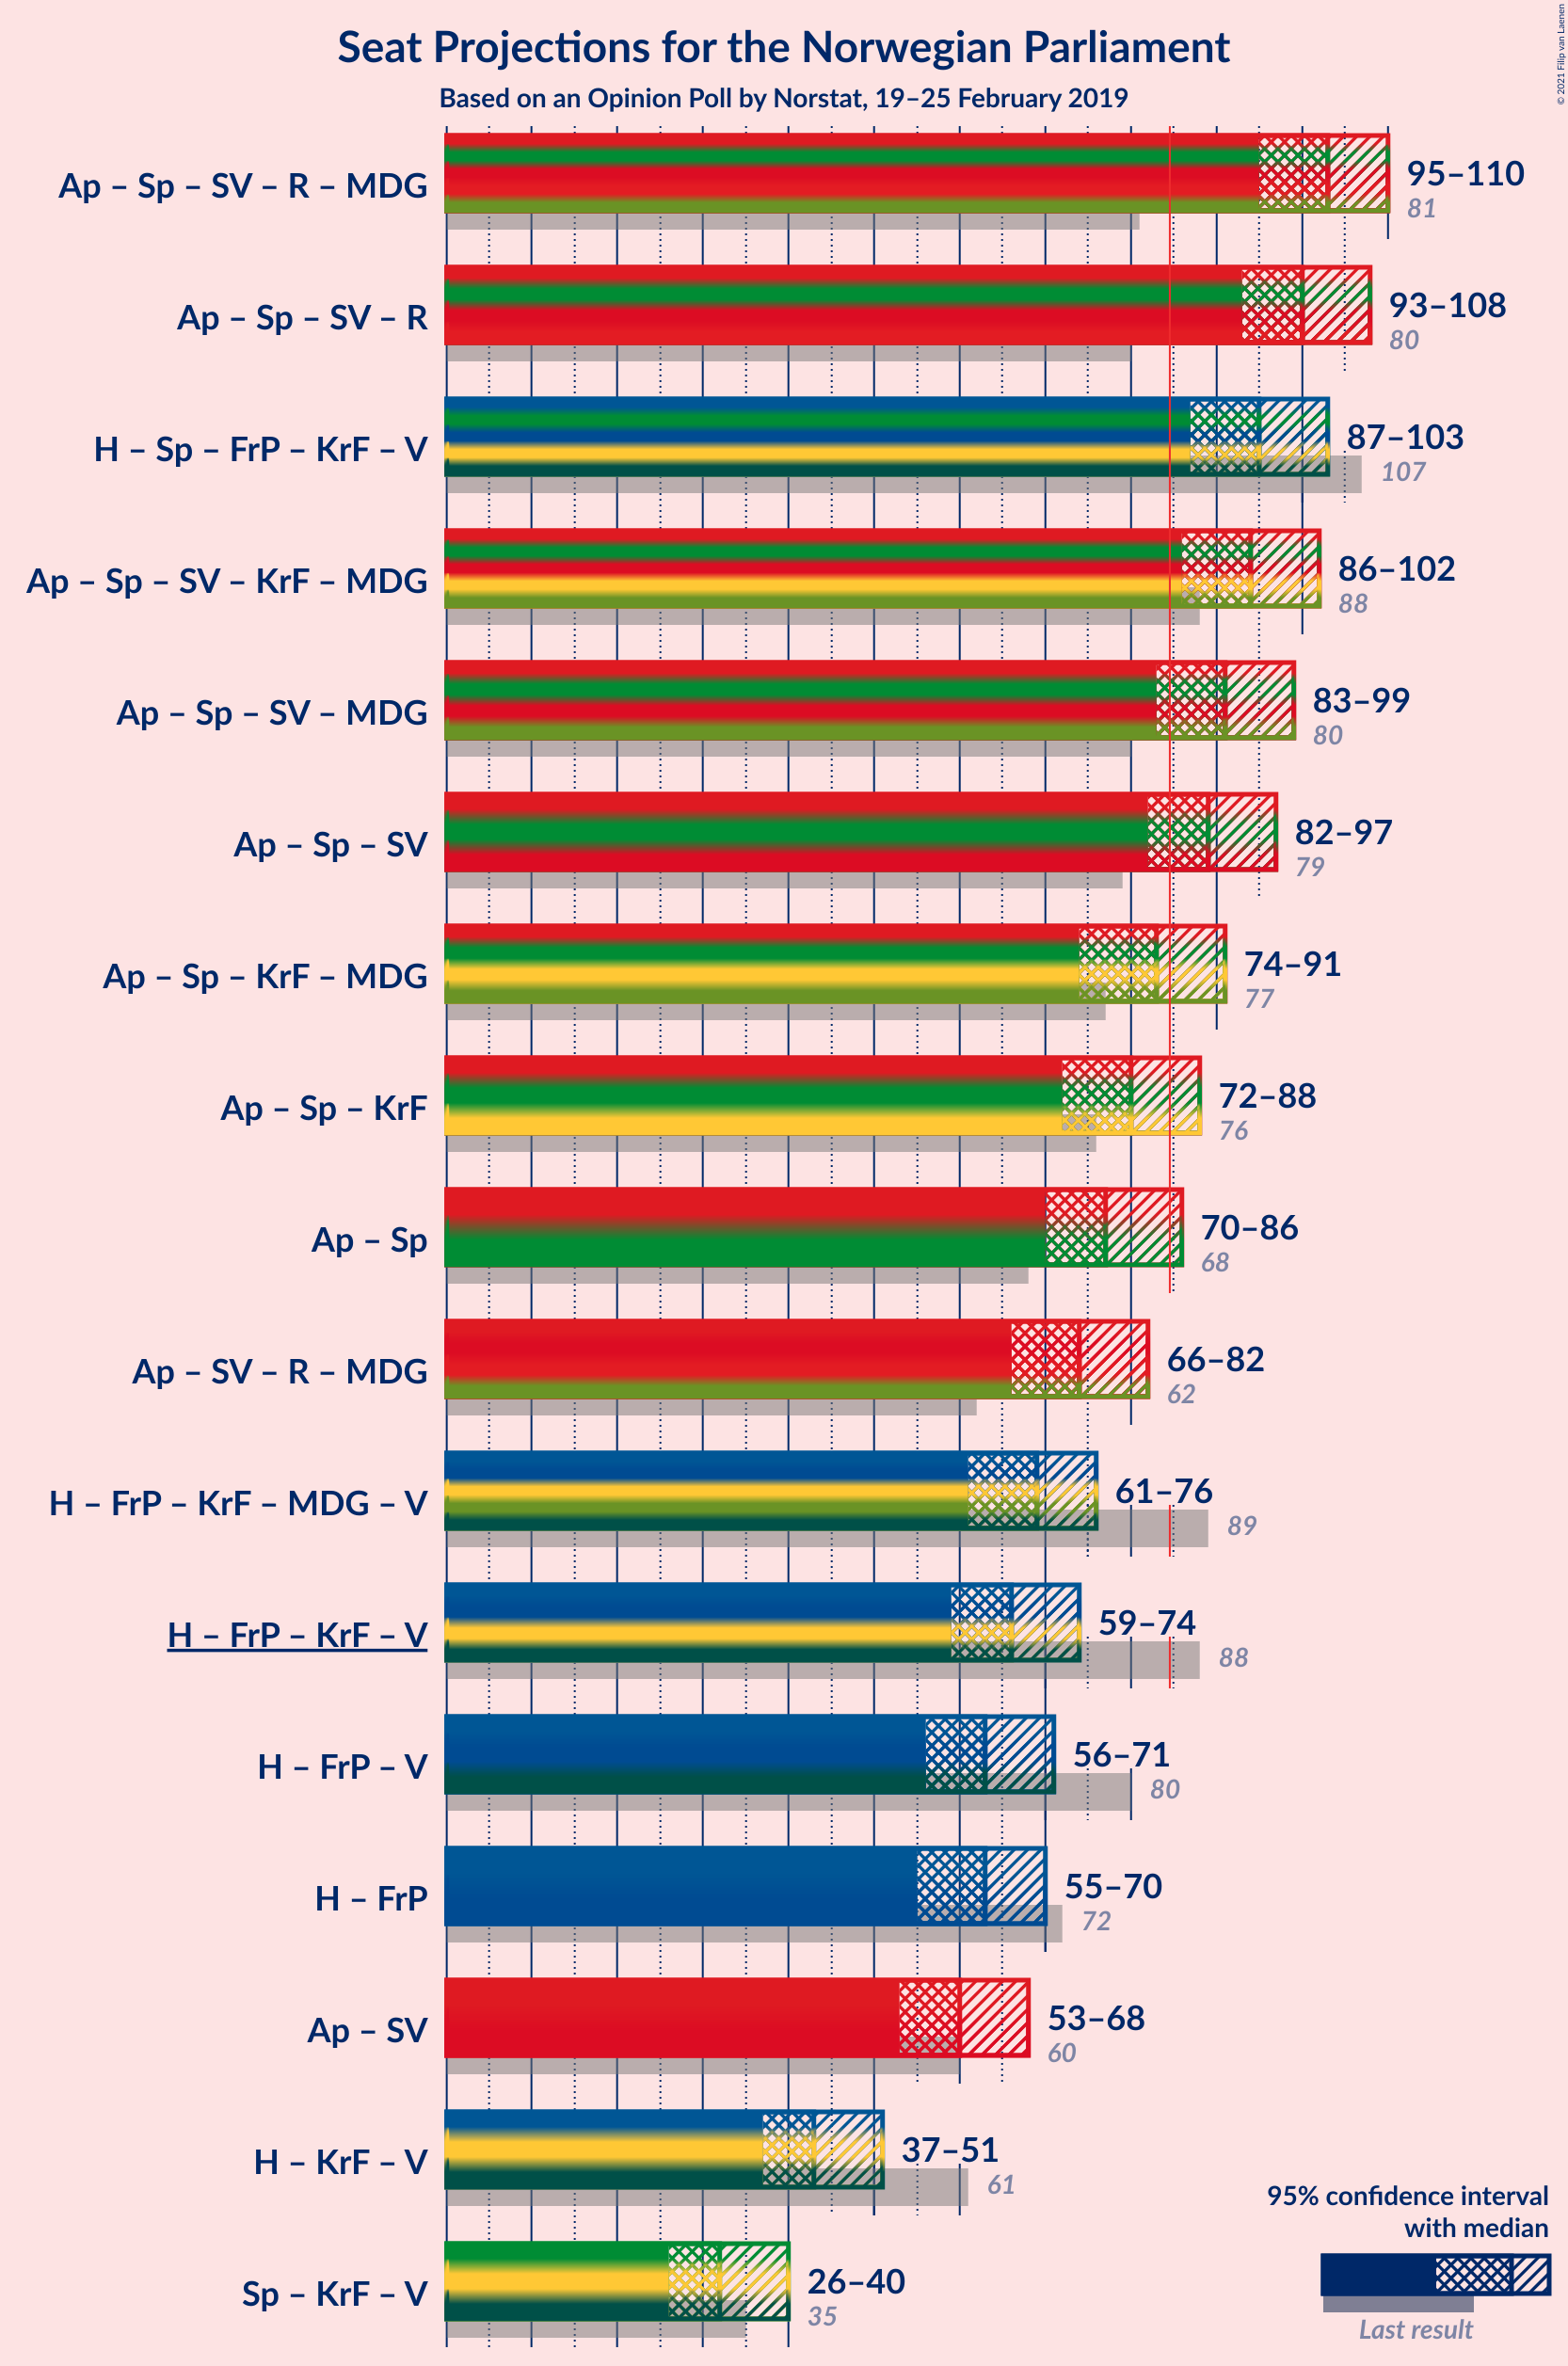 Seat Projections for the Norwegian Parliament
Based on an Opinion Poll by Norstat, 19–25 February 2019
© 2021 Filip van Laenen
Ap – Sp – SV – R – MDG
95–110
81
Ap – Sp – SV – R
93–108
80
H – Sp – FrP – KrF – V
87–103
107
Ap – Sp – SV – KrF – MDG
86–102
88
Ap – Sp – SV – MDG
83–99
80
Ap – Sp – SV
82–97
79
Ap – Sp – KrF – MDG
74–91
77
Ap – Sp – KrF
72–88
76
Ap – Sp
70–86
68
Ap – SV – R – MDG
66–82
62
H – FrP – KrF – MDG – V
61–76
89
H – FrP – KrF – V
59–74
88
H – FrP – V
56–71
80
H – FrP
55–70
72
Ap – SV
53–68
60
H – KrF – V
37–51
61
Sp – KrF – V
26–40
35
95% confidence interval
with median
Last result